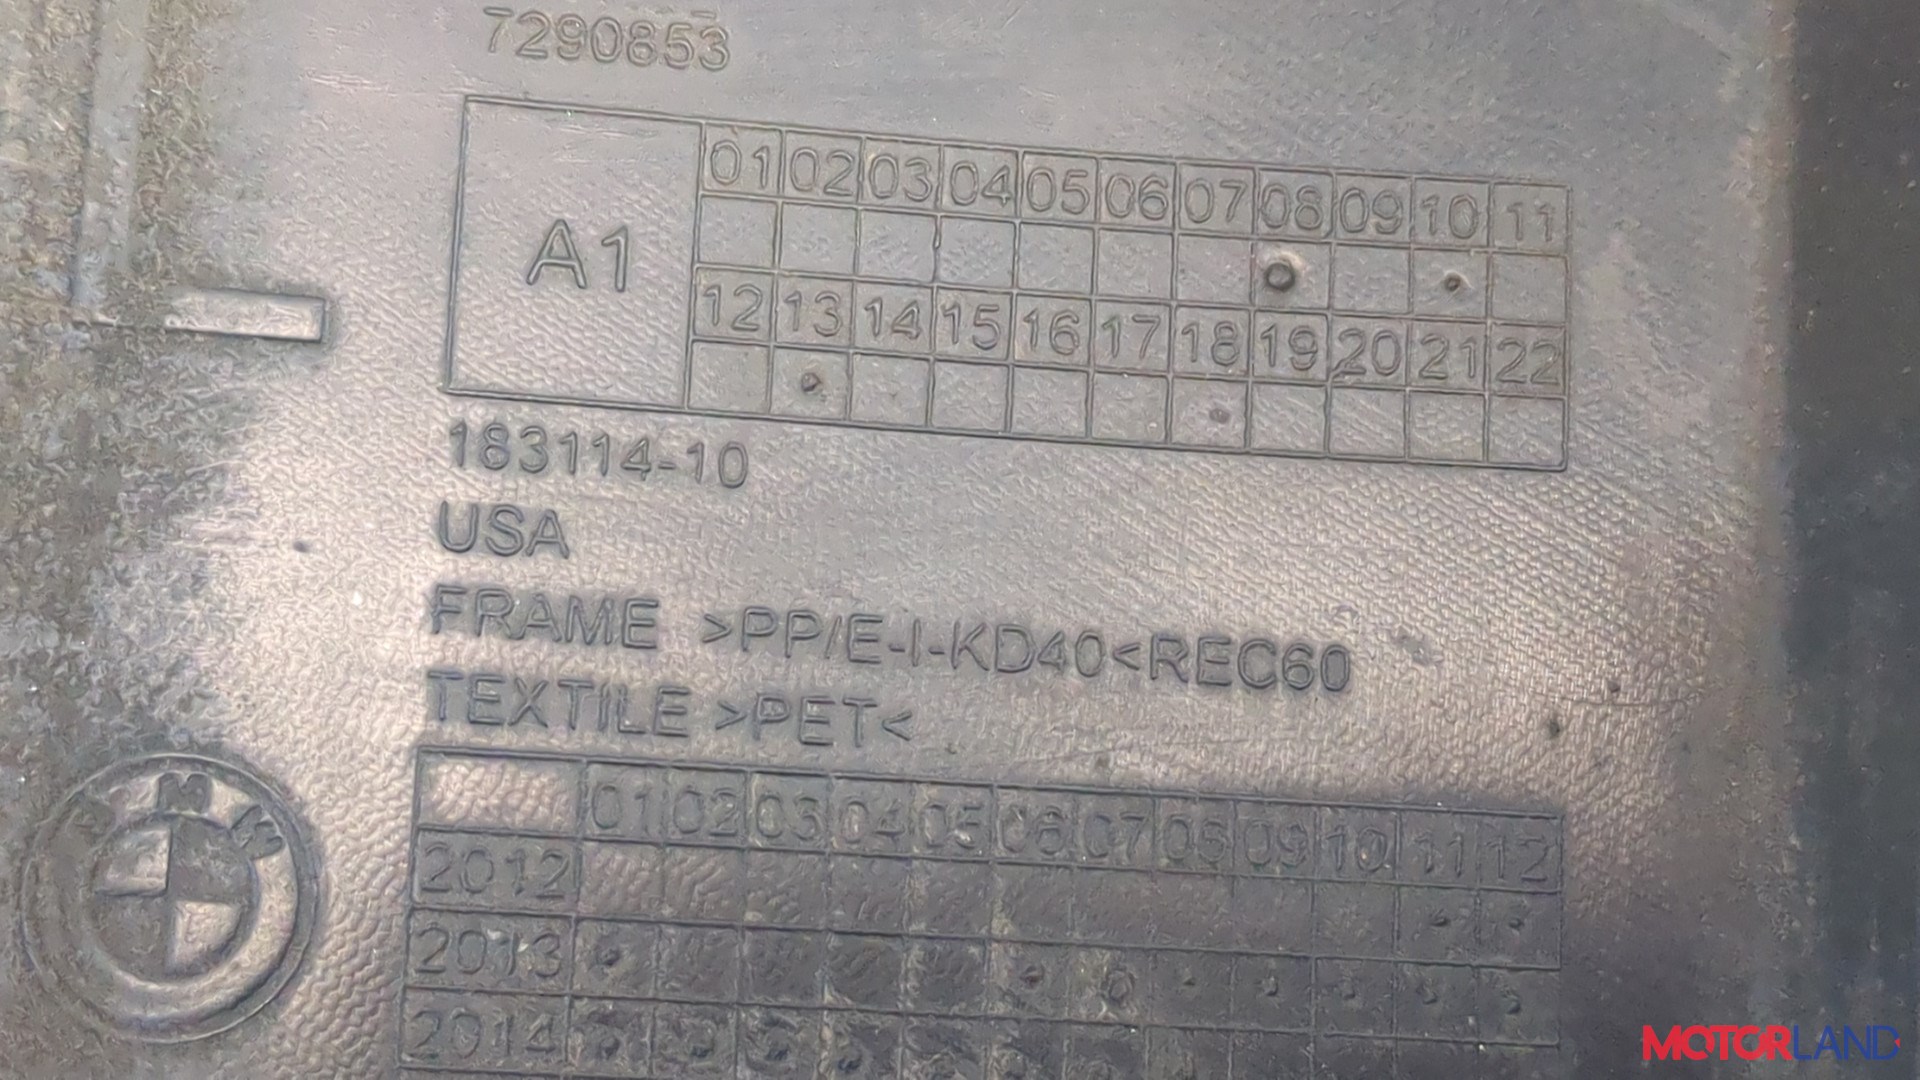 7290853
01 02 03 04 05 06 07 08 09 10 11
A1
12 13 14 15 16 17 18 19 20 21 22
183114-10
USA
FRAME >PP/E-I-KD40<REC60
TEXTILE >PET<
BMW
01 02 03 04 05 06 07 08 09 10 11 12
2012
2013
2014
MOTORLAND